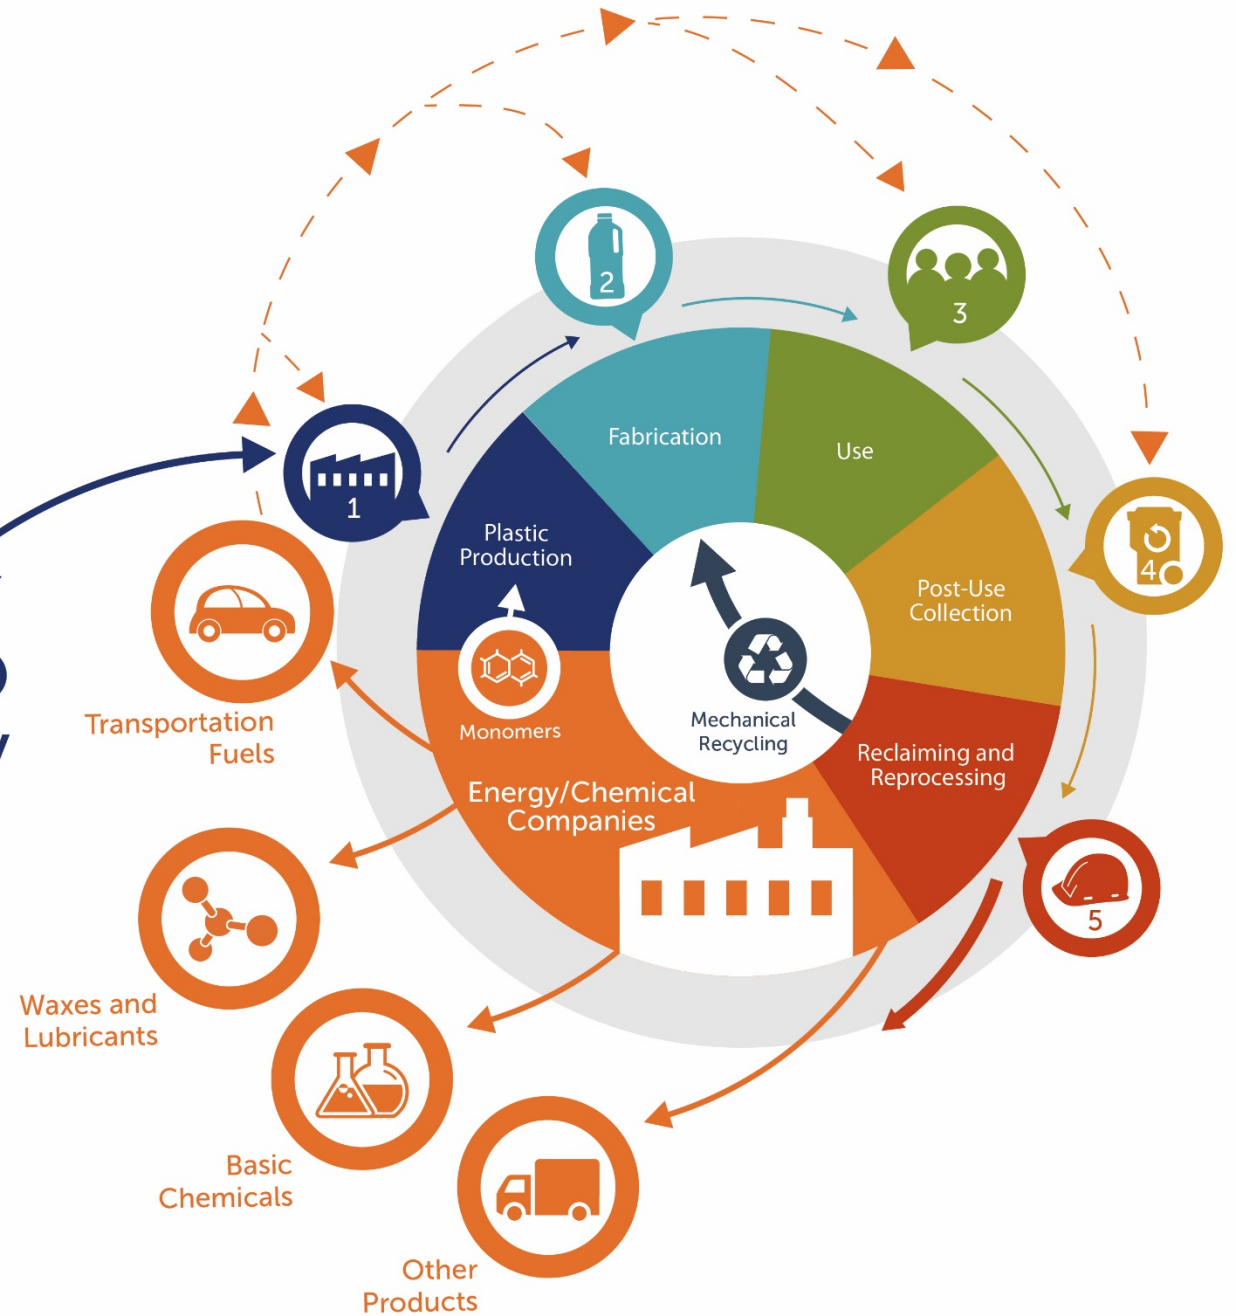 2
3
Fabrication
Use
1
Plastic
Production
Post-Use
Collection
4
Transportation
Fuels
Monomers
Mechanical
Recycling
Reclaiming and
Reprocessing
Energy/Chemical
Companies
5
Waxes and
Lubricants
Basic
Chemicals
Other
Products